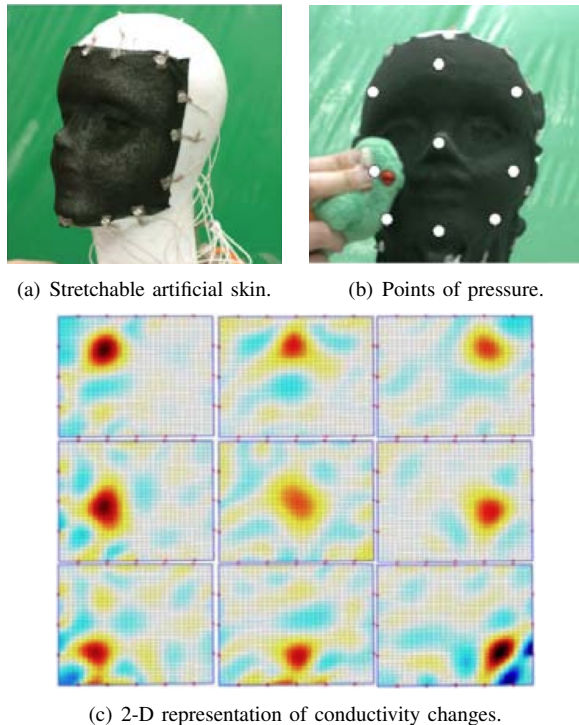 (a) Stretchable artificial skin.
(b) Points of pressure.
(c) 2-D representation of conductivity changes.